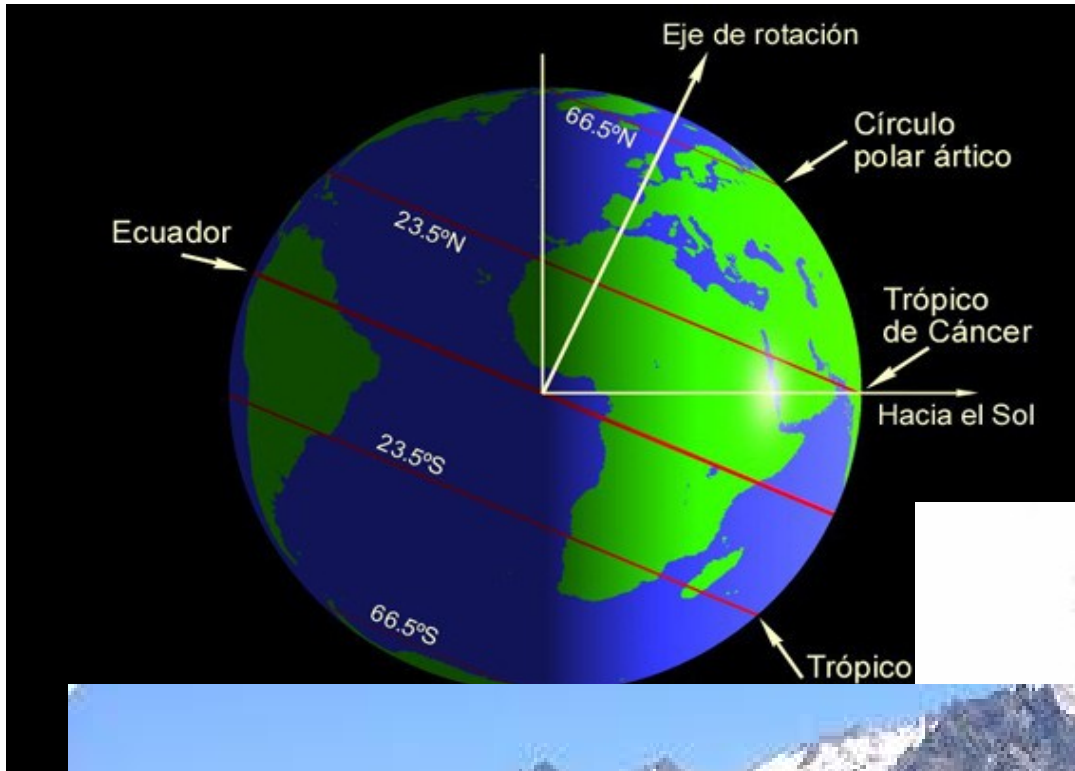 Eje de rotación
66.5ºN
Círculo
polar ártico
Ecuador
23.5ºN
Trópico
de Cáncer
Hacia el Sol
23.5ºS
66.5ºS
Trópico